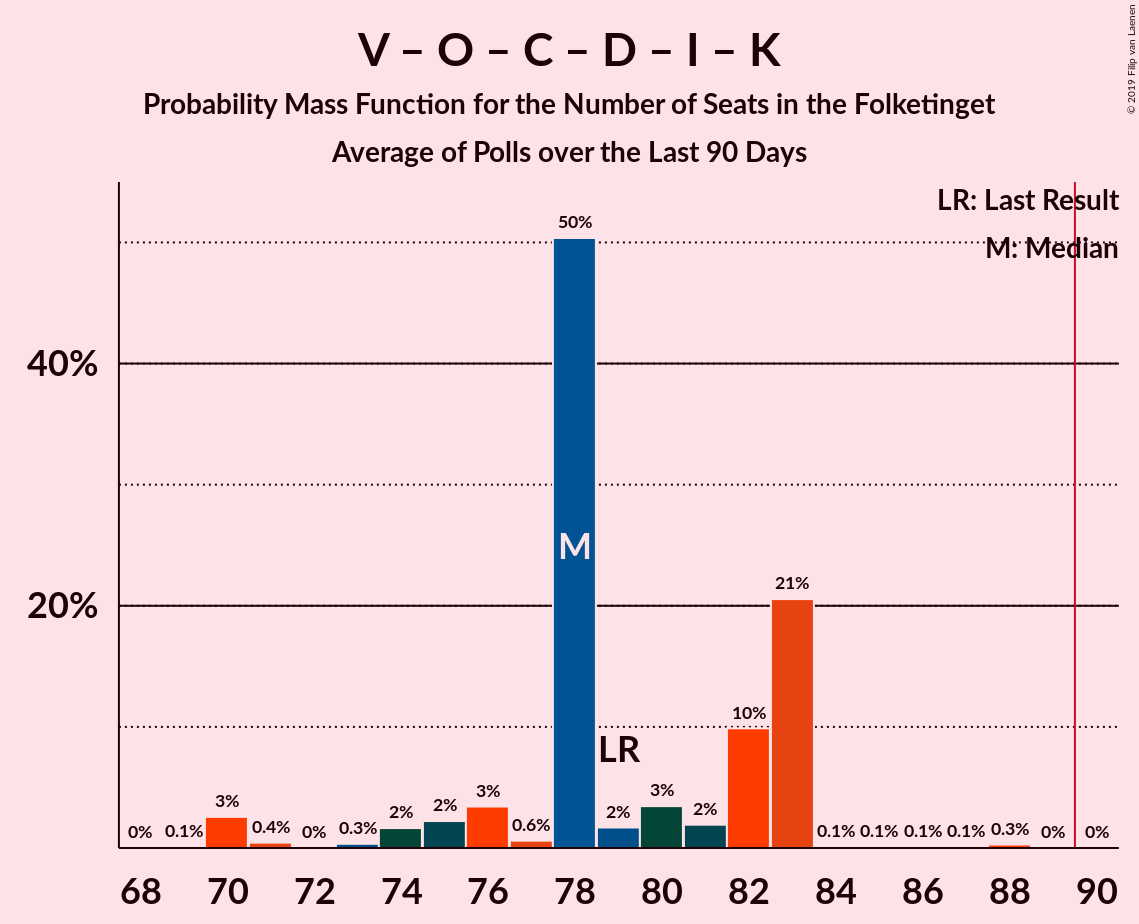 V – O – C – D – I – K
Probability Mass Function for the Number of Seats in the Folketinget
Average of Polls over the Last 90 Days
© 2019 Filip van Laenen
LR: Last Result
M: Median
50%
40%
M
21%
20%
10%
LR
0%
0.1%
3%
0.4%
0%
0.3%
2%
2%
3%
0.6%
2%
3%
2%
0.1%
0.1%
0.1%
0.1%
0.3%
0%
0%
68 70 72 74 76 78 80 82 84 86 88 90